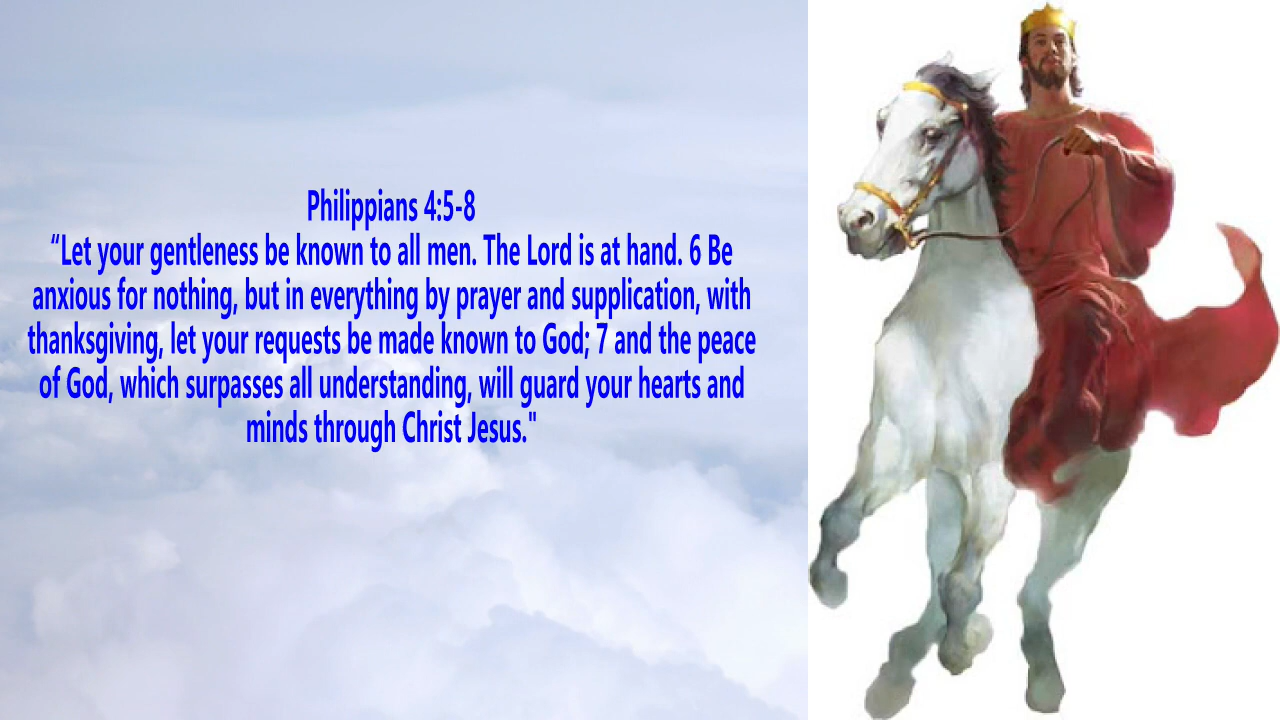 Philippians 4:5-8
“Let your gentleness be known to all men. The Lord is at hand. 6 Be
anxious for nothing, but in everything by prayer and supplication, with
thanksgiving, let your requests be made known to God; 7 and the peace
of God, which surpasses all understanding, will guard your hearts and
minds through Christ Jesus."